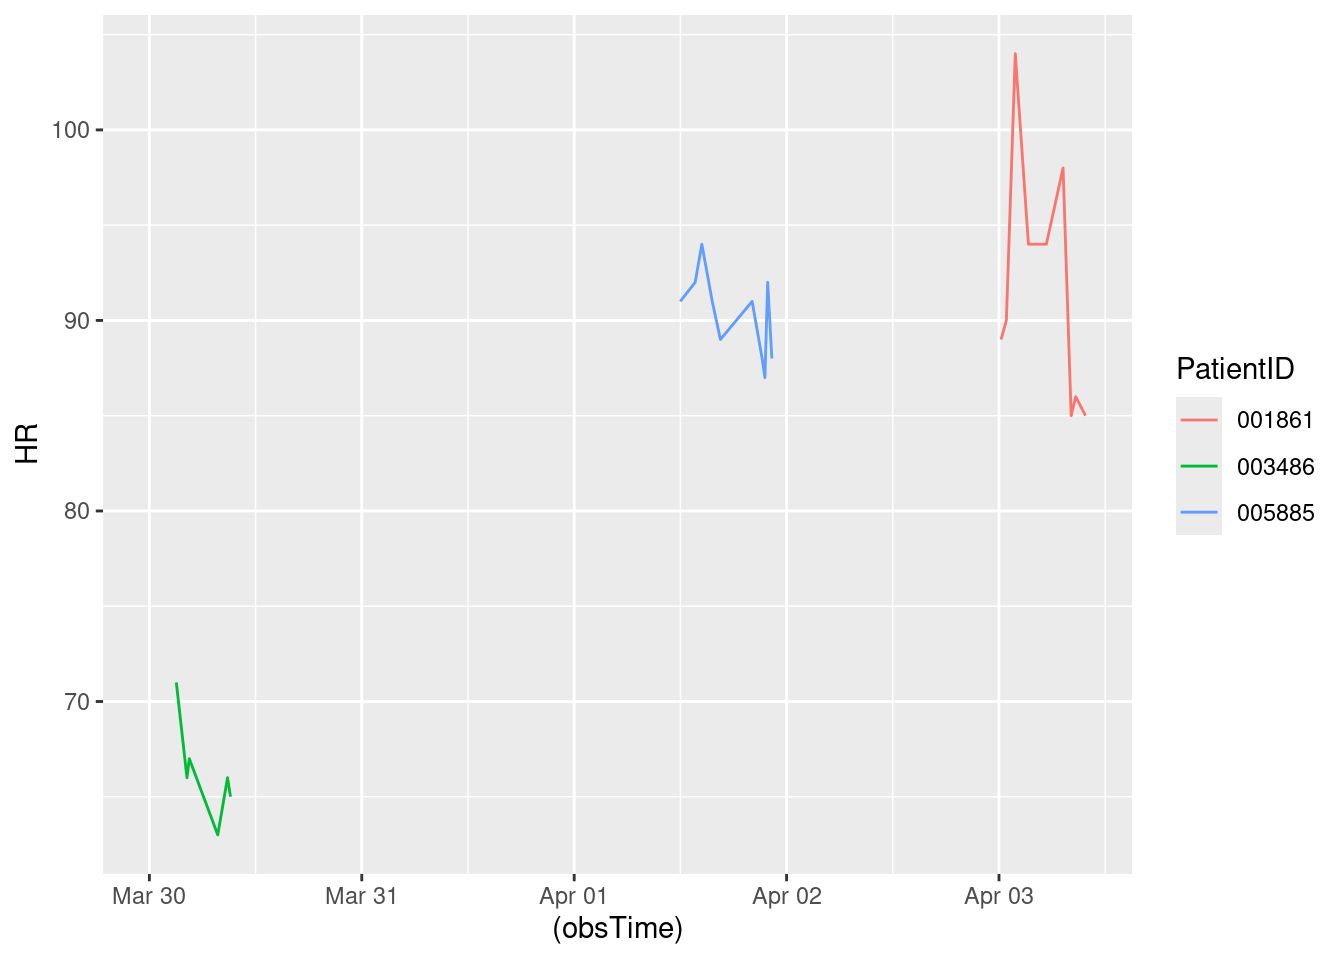 100
90
80
70
HR
Mar 30
Mar 31
Apr 01
Apr 02
Apr 03
(obsTime)
PatientID
001861
003486
005885